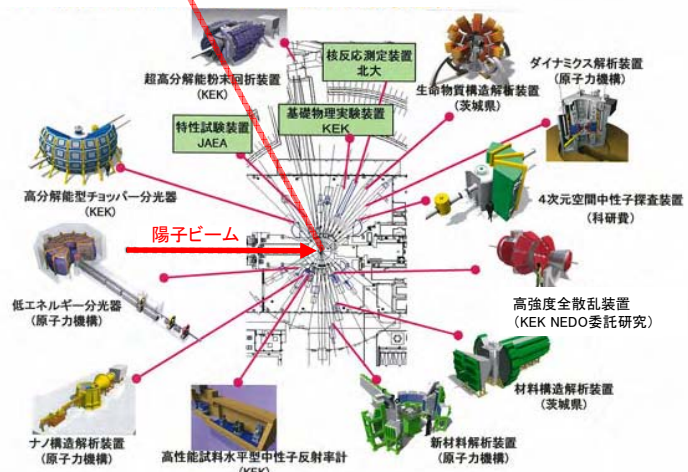 超高分解能粉末回折装置
(KEK)
核反応測定装置
北大
生命物質構造解析装置
(茨城県)
ダイナミクス解析装置
(原子力機構)
特性試験装置
JAEA
基礎物理実験装置
KEK
高分解能型チョッパー分光器
(KEK)
4次元空間中性子探査装置
(科研費)
陽子ビーム
低エネルギー分光器
(原子力機構)
高強度全散乱装置
(KEK NEDO委託研究)
材料構造解析装置
(茨城県)
ナノ構造解析装置
(原子力機構)
高性能試料水平型中性子反射率計
(KEK)
新材料解析装置
(原子力機構)